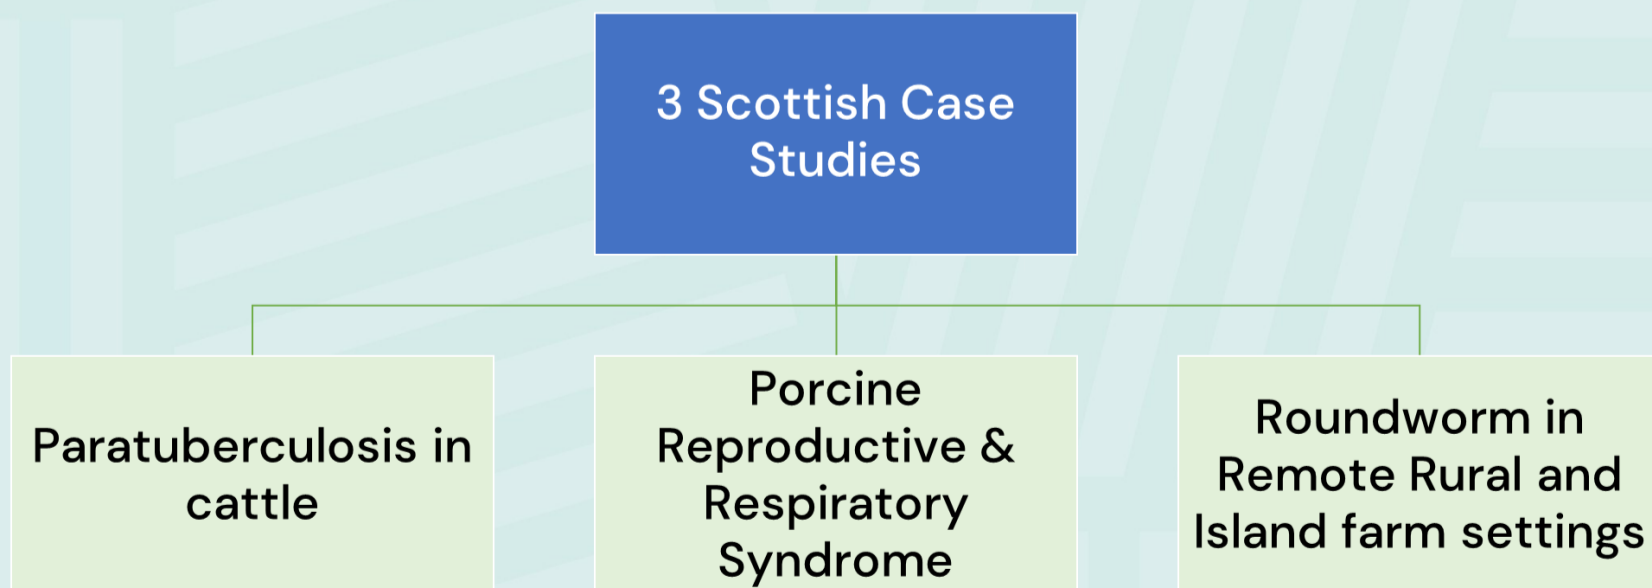 3 Scottish Case
Studies
Paratuberculosis in
cattle
Porcine
Reproductive &
Respiratory
Syndrome
Roundworm in
Remote Rural and
Island farm settings